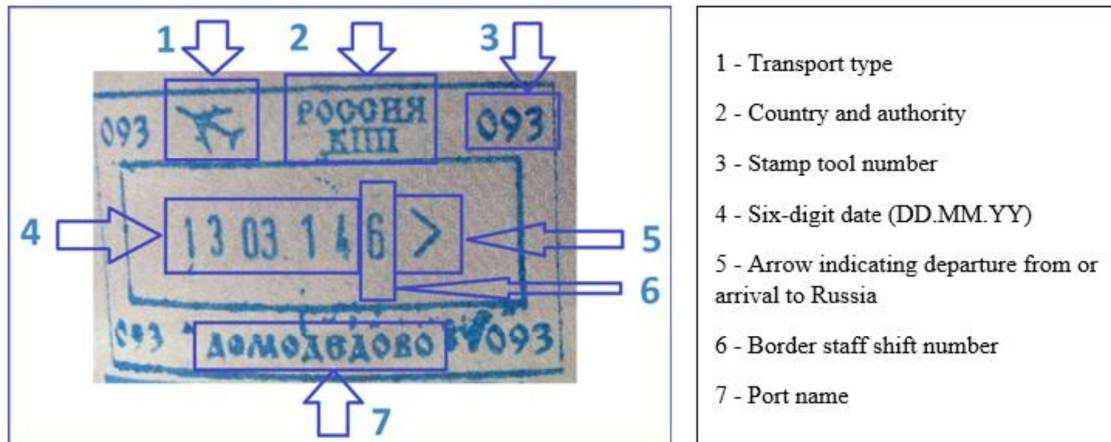 1
2
3
093
РОССИЯ
КПП
093
4
13 03 14 6 >
5
6
093
ДОМОДЕДОВО
093
7
1 - Transport type
2 - Country and authority
3 - Stamp tool number
4 - Six-digit date (DD.MM.YY)
5 - Arrow indicating departure from or
arrival to Russia
6 - Border staff shift number
7 - Port name